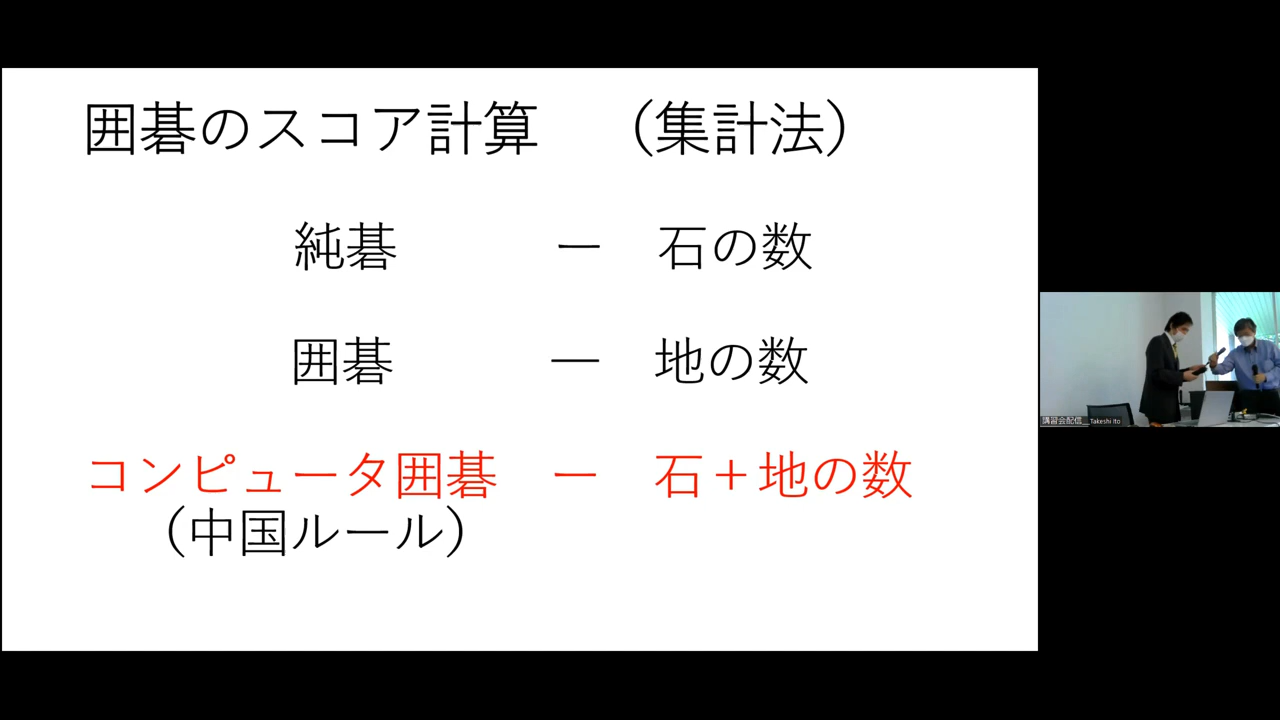 囲碁のスコア計算 （集計法）
純碁 ー 石の数
囲碁 ― 地の数
コンピュータ囲碁 ー 石＋地の数
（中国ルール）
講習会配信__Takeshi Ito